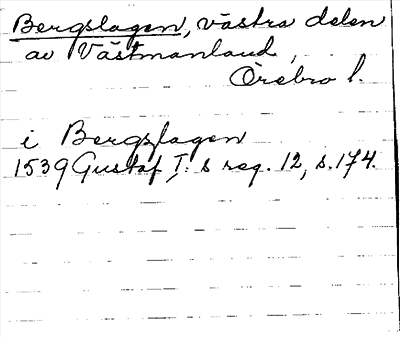 Bergslagen, västra delen
av Västmanland,
Örebro l.
i Bergslagen
1539 Gustaf I. s reg. 12, s. 174.